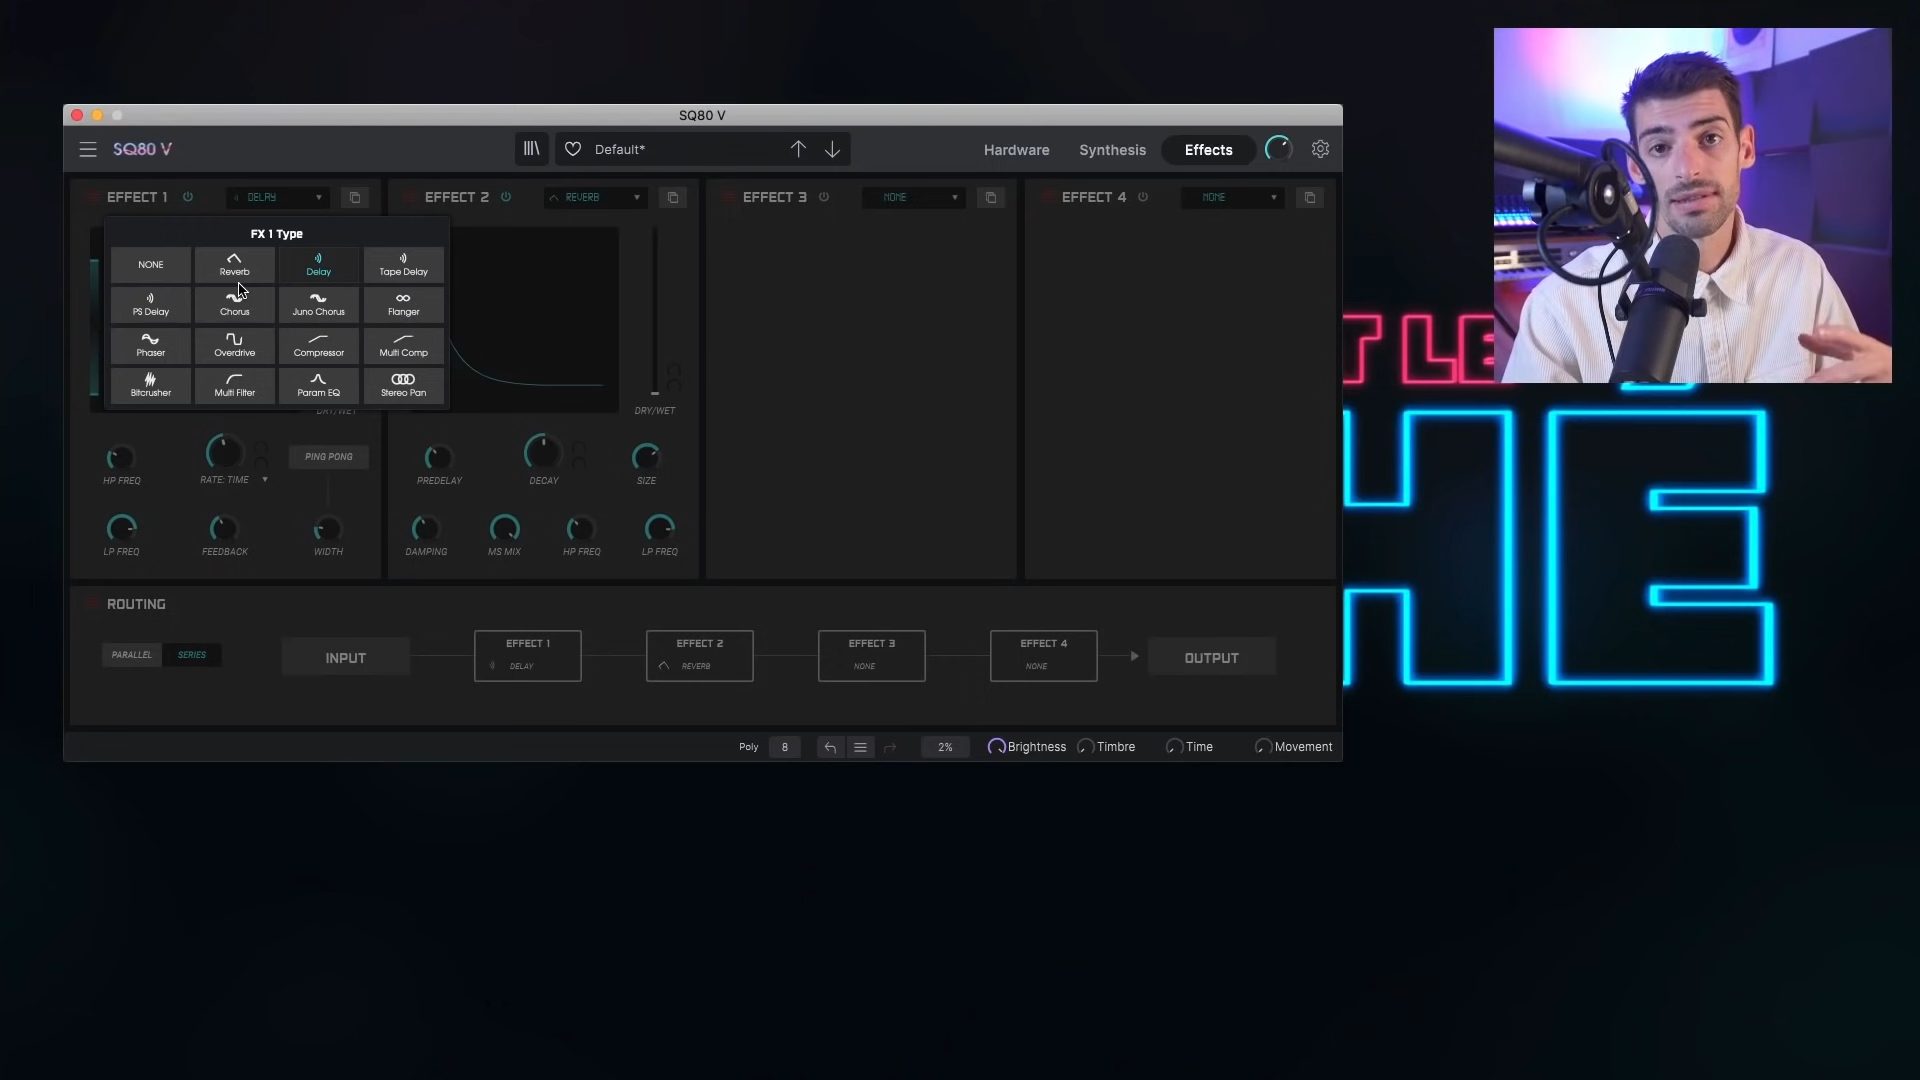 SQ80 V
SQ80 V
Default*
Hardware
Synthesis
Effects
EFFECT 1
DELAY
EFFECT 2
REVERB
EFFECT 3
NONE
EFFECT 4
NONE
FX 1 Type
NONE
Reverb
Delay
Tape Delay
PS Delay
Chorus
Juno Chorus
Flanger
Phaser
Overdrive
Compressor
Multi Comp
Bitcrusher
Multi Filter
Param EQ
Stereo Pan
DRY/WET
DRY/WET
HP FREQ
RATE: TIME
PING PONG
PREDELAY
DECAY
SIZE
LP FREQ
FEEDBACK
WIDTH
DAMPING
MS MIX
HP FREQ
LP FREQ
ROUTING
PARALLEL
SERIES
INPUT
EFFECT 1
DELAY
EFFECT 2
REVERB
EFFECT 3
NONE
EFFECT 4
NONE
OUTPUT
Poly
8
2%
Brightness
Timbre
Time
Movement
HE